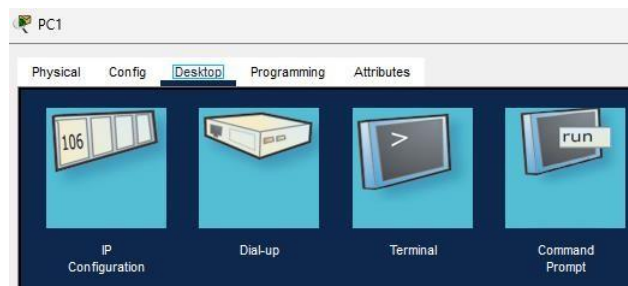 PC1
Physical Config Desktop Programming Attributes
106
>
run
IP Configuration
Dial-up
Terminal
Command Prompt